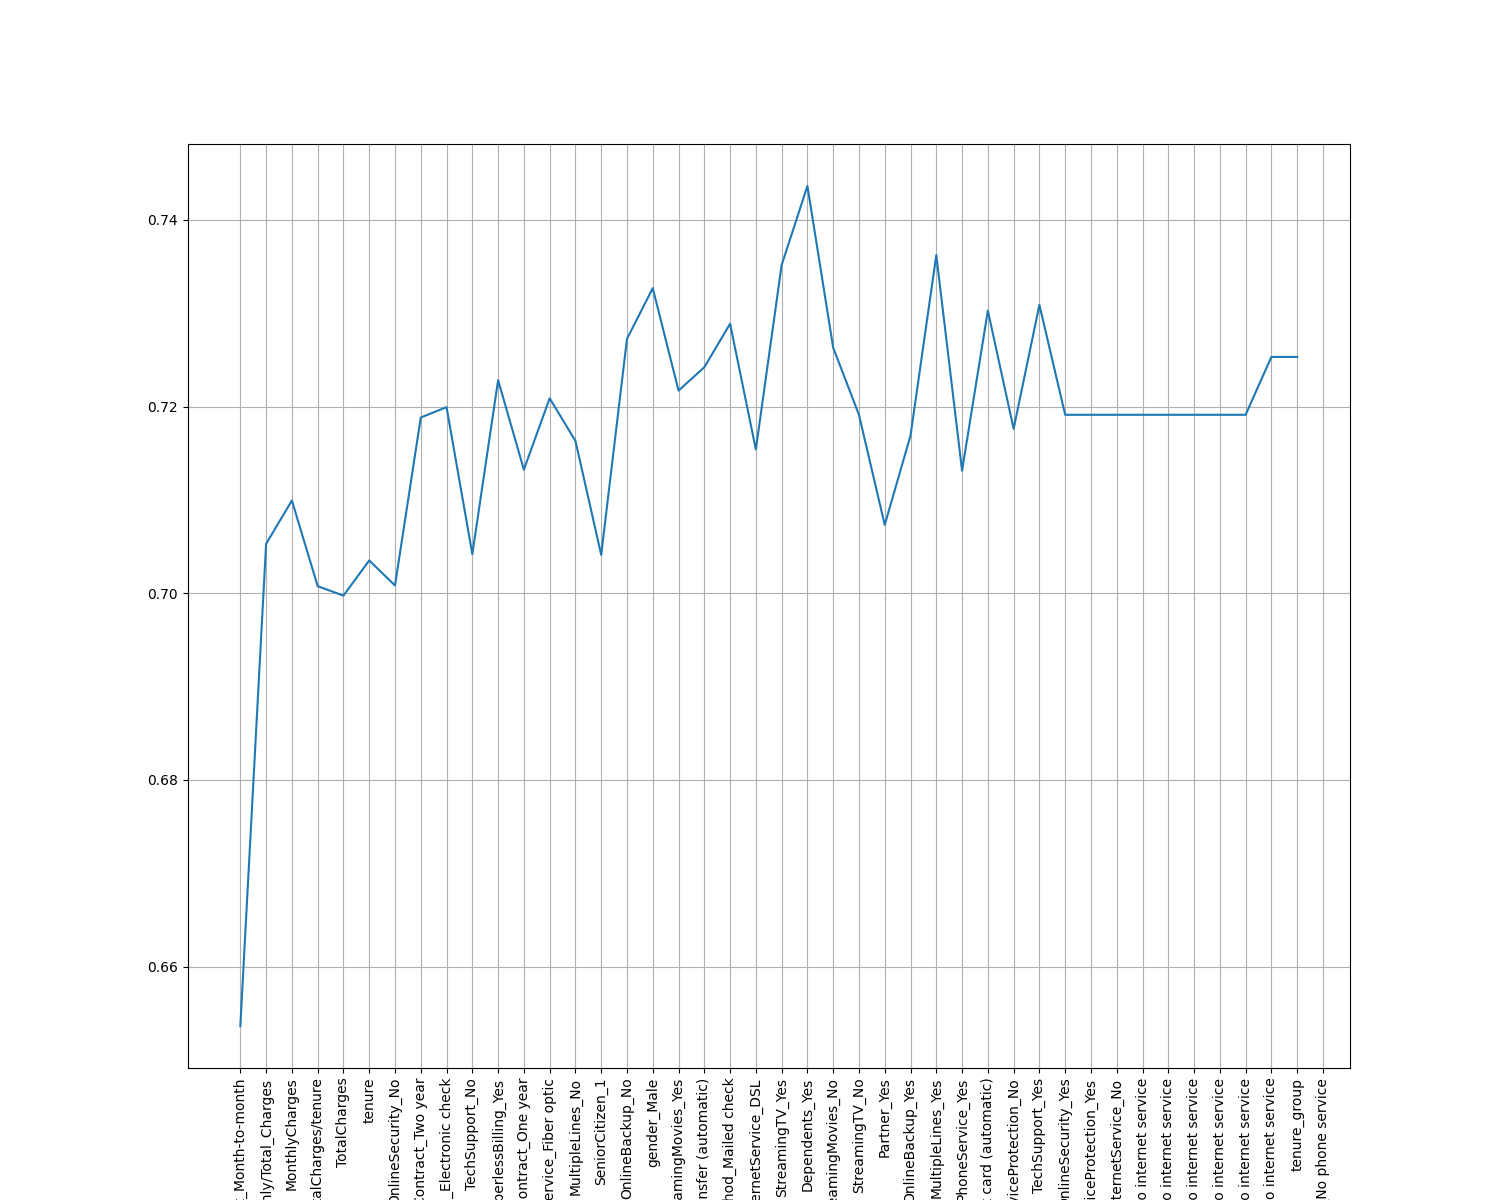 0.74
0.72
0.70
0.68
0.66
_Month-to-month
nly/Total_Charges
MonthlyCharges
talCharges/tenure
TotalCharges
tenure
OnlineSecurity_No
Contract_Two year
_Electronic check
TechSupport_No
perlessBilling_Yes
ontract_One year
ervice_Fiber optic
MultipleLines_No
SeniorCitizen_1
OnlineBackup_No
gender_Male
amingMovies_Yes
nsfer (automatic)
hod_Mailed check
ernetService_DSL
StreamingTV_Yes
Dependents_Yes
eamingMovies_No
StreamingTV_No
Partner_Yes
OnlineBackup_Yes
MultipleLines_Yes
PhoneService_Yes
card (automatic)
viceProtection_No
TechSupport_Yes
OnlineSecurity_Yes
iceProtection_Yes
ternetService_No
o internet service
o internet service
o internet service
o internet service
o internet service
o internet service
tenure_group
No phone service